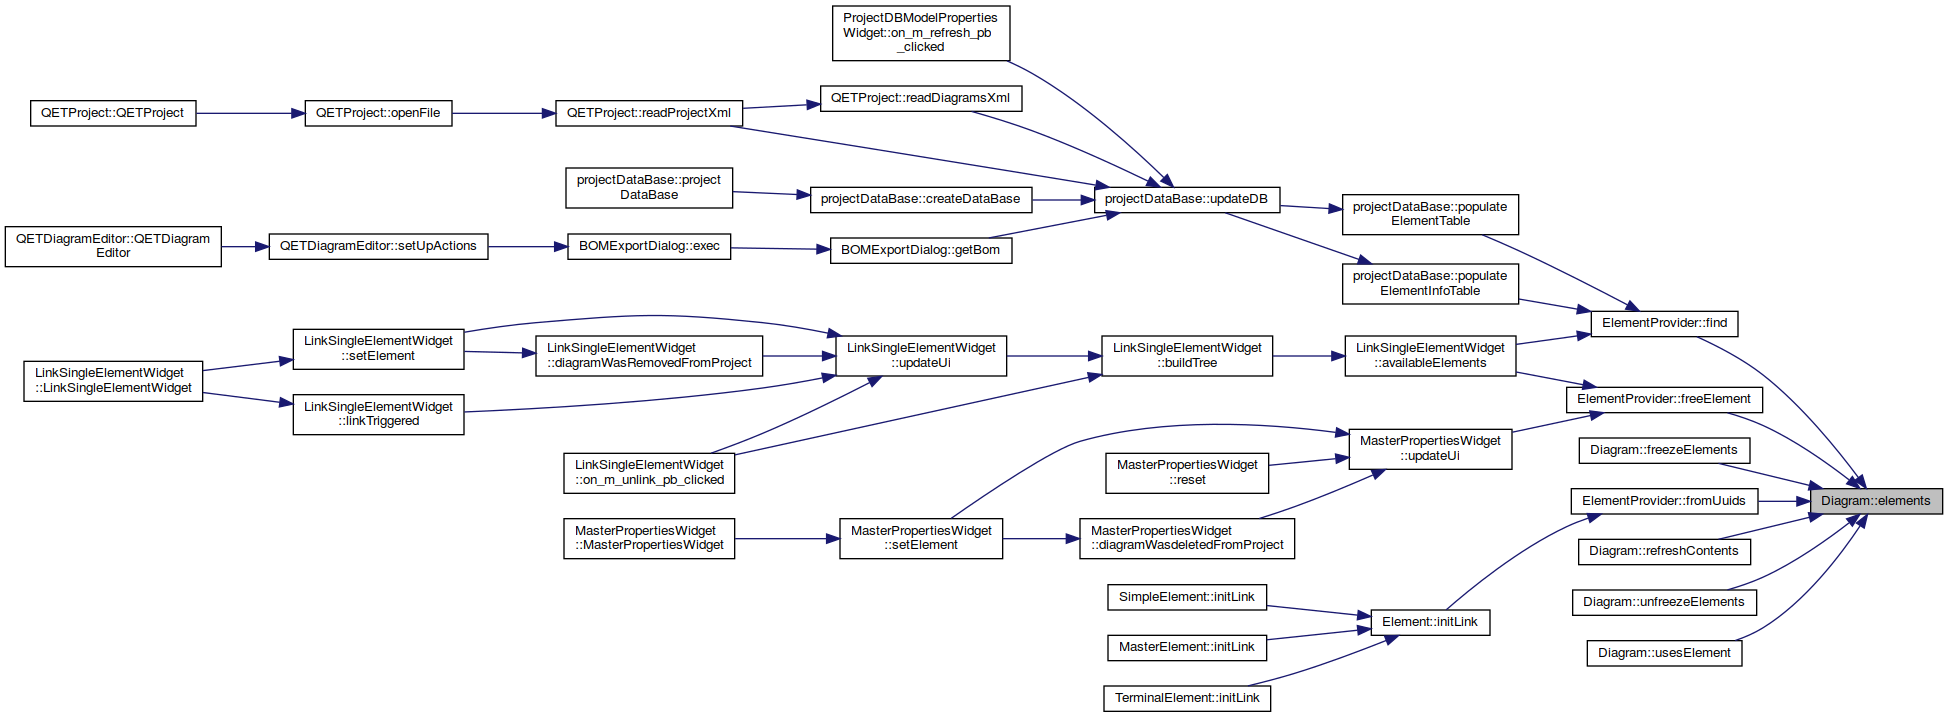 ProjectDBModelProperties
Widget::on_m_refresh_pb
_clicked
QETProject::QETProject
QETProject::openFile
QETProject::readProjectXml
QETProject::readDiagramsXml
projectDataBase::project
DataBase
projectDataBase::createDataBase
projectDataBase::updateDB
projectDataBase::populate
ElementTable
QETDiagramEditor::QETDiagram
Editor
QETDiagramEditor::setUpActions
BOMExportDialog::exec
BOMExportDialog::getBom
projectDataBase::populate
ElementInfoTable
ElementProvider::find
LinkSingleElementWidget
::LinkSingleElementWidget
LinkSingleElementWidget
::setElement
LinkSingleElementWidget
::diagramWasRemovedFromProject
LinkSingleElementWidget
::updateUi
LinkSingleElementWidget
::buildTree
LinkSingleElementWidget
::availableElements
LinkSingleElementWidget
::linkTriggered
ElementProvider::freeElement
LinkSingleElementWidget
::on_m_unlink_pb_clicked
MasterPropertiesWidget
::reset
MasterPropertiesWidget
::updateUi
Diagram::freezeElements
ElementProvider::fromUuids
Diagram::elements
MasterPropertiesWidget
::MasterPropertiesWidget
MasterPropertiesWidget
::setElement
MasterPropertiesWidget
::diagramWasdeletedFromProject
Diagram::refreshContents
SimpleElement::initLink
Element::initLink
Diagram::unfreezeElements
MasterElement::initLink
Diagram::usesElement
TerminalElement::initLink